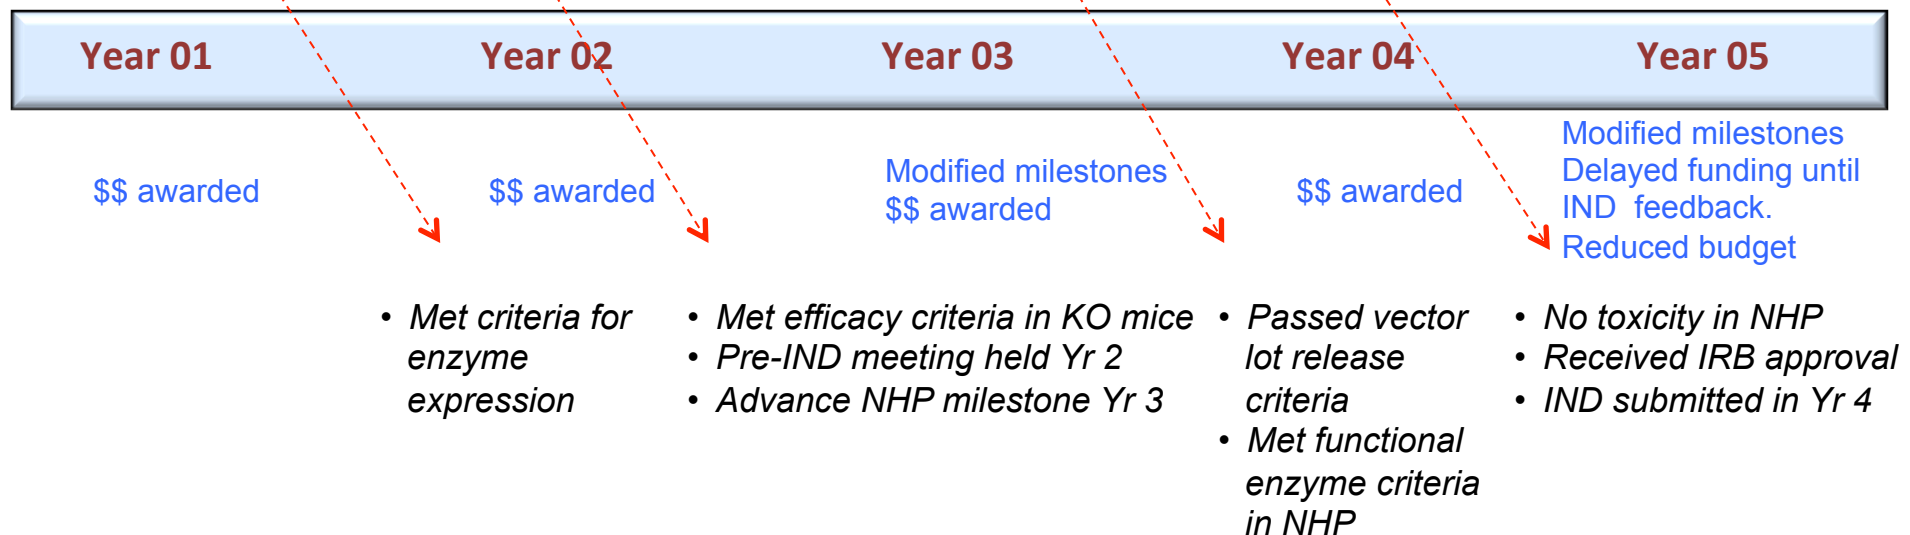 Year 01
Year 02
Year 03
Year 04
Year 05
$$ awarded
$$ awarded
Modified milestones
$$ awarded
$$ awarded
Modified milestones
Delayed funding until
IND  feedback.
Reduced budget
• Met criteria for
enzyme
expression
• Met efficacy criteria in KO mice
• Pre-IND meeting held Yr 2
• Advance NHP milestone Yr 3
• Passed vector
lot release
criteria
• Met functional
enzyme criteria
in NHP
• No toxicity in NHP
• Received IRB approval
• IND submitted in Yr 4